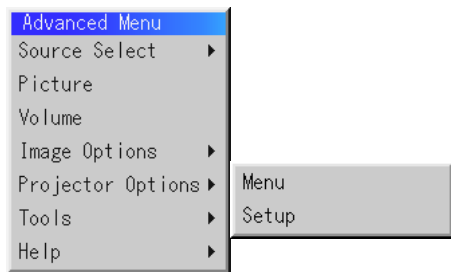 Advanced Menu
Source Select
Picture
Volume
Image Options
Projector Options
Menu
Tools
Setup
Help